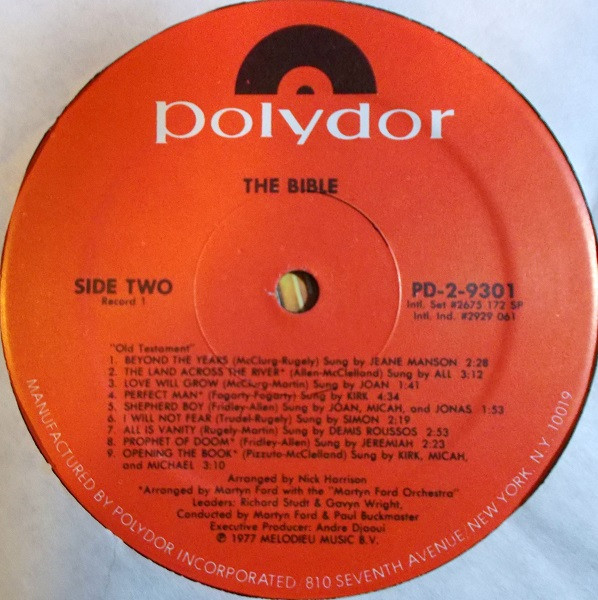 polydor
THE BIBLE
SIDE TWO
Record 1
PD-2-9301
Intl. Set #2675 172 SP
Intl. Ind. #2929 061
"Old Testament"
1. BEYOND THE YEARS (McClurg-Rugely) Sung by JEANE MANSON 2:28
2. THE LAND ACROSS THE RIVER* (Allen-McClelland) Sung by ALL 3:12
3. LOVE WILL GROW (McClurg-Martin) Sung by JOAN 1:41
4. PERFECT MAN* (Fogarty-Fogarty) Sung by KIRK 4:34
5. SHEPHERD BOY (Fridley-Allen) Sung by JOAN, MICAH, and JONAS 1:53
6. I WILL NOT FEAR (Trudel-Rugely) Sung by SIMON 2:19
7. ALL IS VANITY (Rugely-Martin) Sung by DEMIS ROUSSOS 2:53
8. PROPHET OF DOOM* (Fridley-Allen) Sung by JEREMIAH 2:23
9. OPENING THE BOOK* (Pizzuto-McClelland) Sung by KIRK, MICAH,
and MICHAEL 3:10
Arranged by Nick Harrison
*Arranged by Martyn Ford with the "Martyn Ford Orchestra"
Leaders: Richard Studt & Gavyn Wright,
Conducted by Martyn Ford & Paul Buckmaster
Executive Producer: Andre Djaoui
℗ 1977 MELODIEU MUSIC B.V.
MANUFACTURED BY POLYDOR INCORPORATED 810 SEVENTH AVENUE, NEW YORK, N.Y. 10019